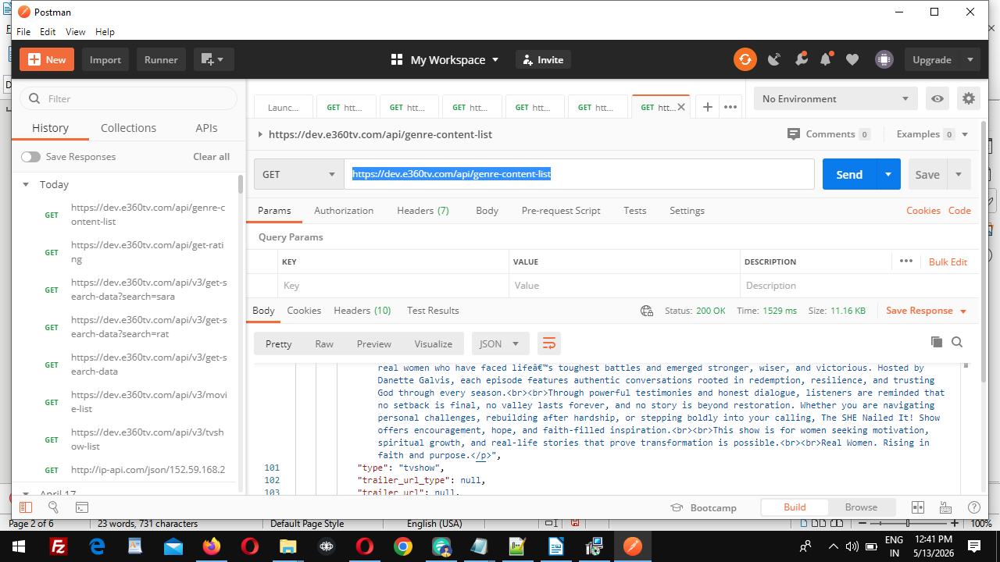 Postman
File Edit View Help
New Import Runner My Workspace Invite Upgrade
Filter
History Collections APIs
Save Responses Clear all
Today
GET https://dev.e360tv.com/api/genre-c
ontent-list
GET https://dev.e360tv.com/api/get-rati
ng
GET https://dev.e360tv.com/api/v3/get-s
earch-data?search=sara
GET https://dev.e360tv.com/api/v3/get-s
earch-data?search=rat
GET https://dev.e360tv.com/api/v3/get-s
earch-data
GET https://dev.e360tv.com/api/v3/movi
e-list
GET https://dev.e360tv.com/api/v3/tvsh
ow-list
GET http://ip-api.com/json/152.59.168.2
April 17
Launc... GET htt... GET htt... GET htt... GET htt... GET htt... GET htt... No Environment
https://dev.e360tv.com/api/genre-content-list Comments 0 Examples 0
GET https://dev.e360tv.com/api/genre-content-list Send Save
Params Authorization Headers (7) Body Pre-request Script Tests Settings Cookies Code
Query Params
KEY VALUE DESCRIPTION Bulk Edit
Key Value Description
Body Cookies Headers (10) Test Results Status: 200 OK Time: 1529 ms Size: 11.16 KB Save Response
Pretty Raw Preview Visualize JSON
real women who have faced lifeâ€™s toughest battles and emerged stronger, wiser, and victorious. Hosted by
Danette Galvis, each episode features authentic conversations rooted in redemption, resilience, and trusting
God through every season.<br><br>Through powerful testimonies and honest dialogue, listeners are reminded that
no setback is final, no valley lasts forever, and no story is beyond restoration. Whether you are navigating
personal challenges, rebuilding after hardship, or stepping boldly into your calling, The SHE Nailed It! Show
offers encouragement, hope, and faith-filled inspiration.<br><br>This show is for women seeking motivation,
spiritual growth, and real-life stories that prove transformation is possible.<br><br>Real Women. Rising in
faith and purpose.</p>",
101 "type": "tvshow",
102 "trailer_url_type": null,
103 "trailer_url": null,
Bootcamp Build Browse
Page 2 of 6 23 words, 731 characters Default Page Style English (USA) 100%
ENG
IN
12:41 PM
5/13/2026